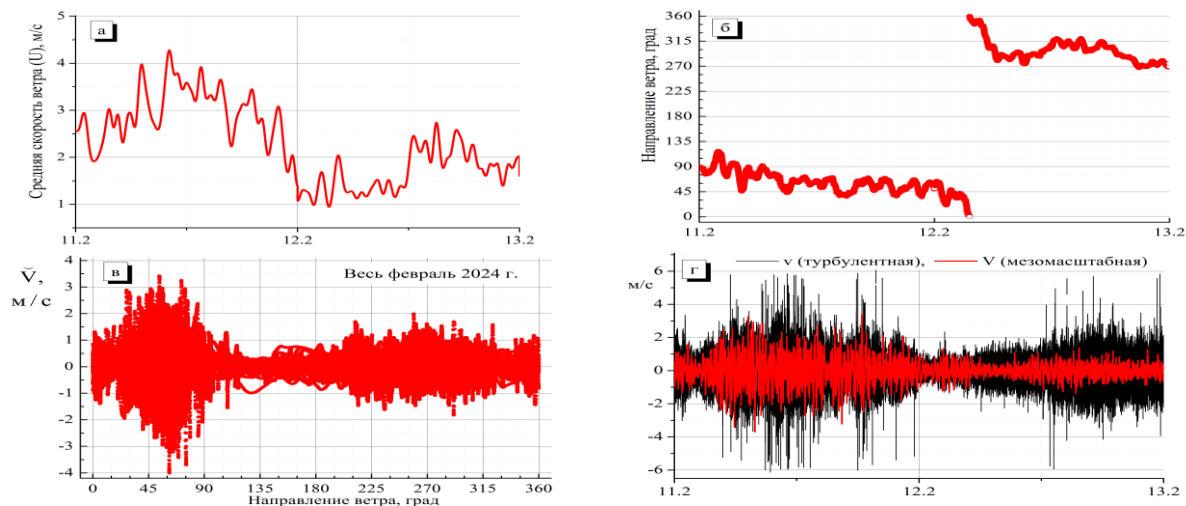 а
Средняя скорость ветра (U), м/с
5
4
3
2
1
11.2 12.2 13.2
б
Направление ветра, град
360
315
270
225
180
135
90
45
0
11.2 12.2 13.2
в
Весь февраль 2024 г.
V̆,
м / с
4
3
2
1
0
-1
-2
-3
-4
0 45 90 135 180 225 270 315 360
Направление ветра, град
г
v (турбулентная), V (мезомасштабная)
м/с
6
4
2
0
-2
-4
-6
11.2 12.2 13.2